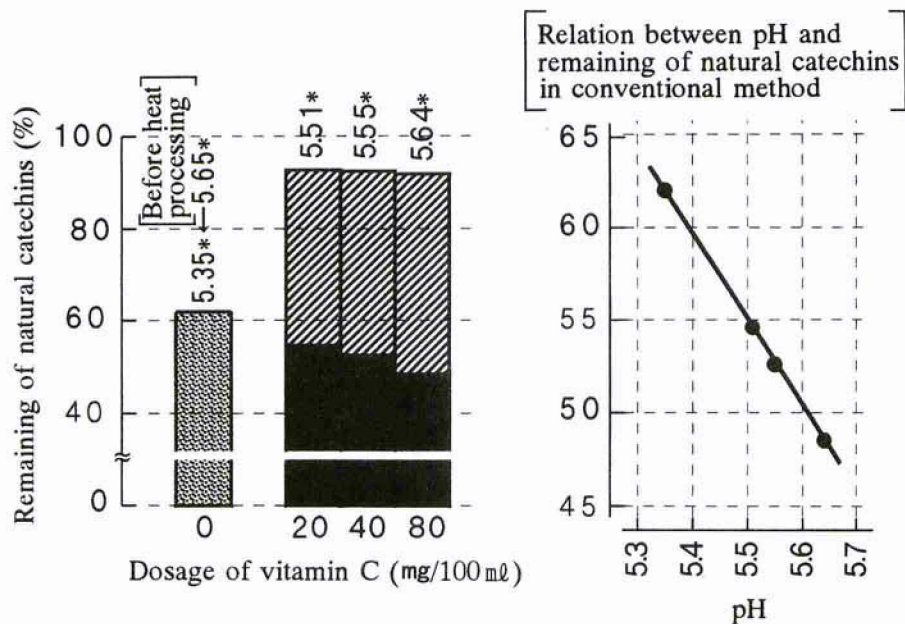 Remaining of natural catechins (%)
100
80
60
40
0
[Before heat
processing]
5.35* ← 5.65*
5.51*
5.55*
5.64*
0
20
40
80
Dosage of vitamin C (mg/100 ml)
[Relation between pH and
remaining of natural catechins
in conventional method]
65
60
55
50
45
5.3
5.4
5.5
5.6
5.7
pH